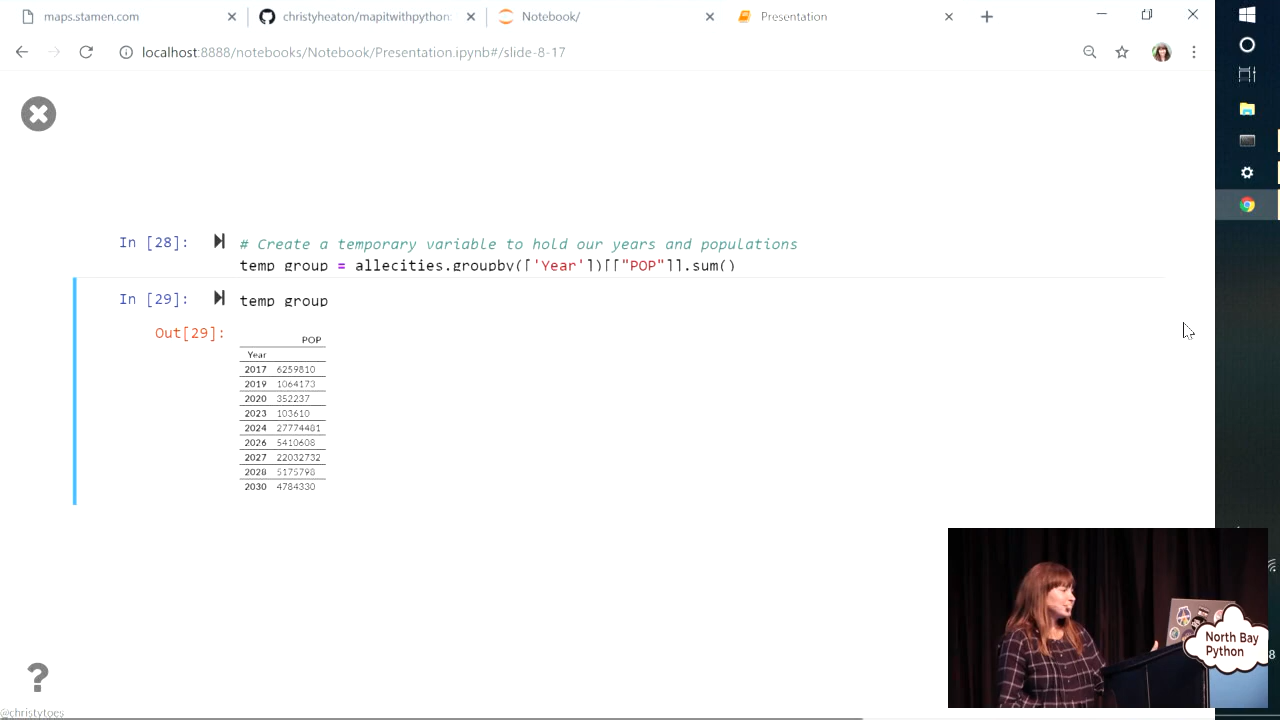 maps.stamen.com
christyheaton/mapitwithpython:
Notebook/
Presentation
localhost:8888/notebooks/Notebook/Presentation.ipynb#/slide-8-17
In [28]:
# Create a temporary variable to hold our years and populations
temp_group = allecities.groupby(['Year'])[["POP"]].sum()
In [29]:
temp_group
Out[29]:
POP
Year
2017 6259810
2019 1064173
2020 352237
2023 103610
2024 27774481
2026 5410608
2027 22032732
2028 5175798
2030 4784330
North Bay
Python
?
@christytoes